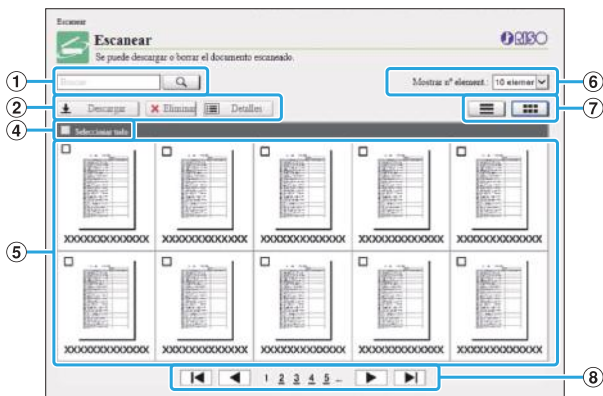 Escanear
Escanear
RISO
Se puede descargar o borrar el documento escaneado.
① Buscar Mostrar nº element.: 10 elemer ⑥
② Descargar Eliminar Detalles ⑦
④ Seleccionar todo
⑤
XXXXXXXXXXXXX XXXXXXXXXXXXX XXXXXXXXXXXXX XXXXXXXXXXXXX XXXXXXXXXXXXX
XXXXXXXXXXXXX XXXXXXXXXXXXX XXXXXXXXXXXXX XXXXXXXXXXXXX XXXXXXXXXXXXX
1 2 3 4 5 ... ⑧